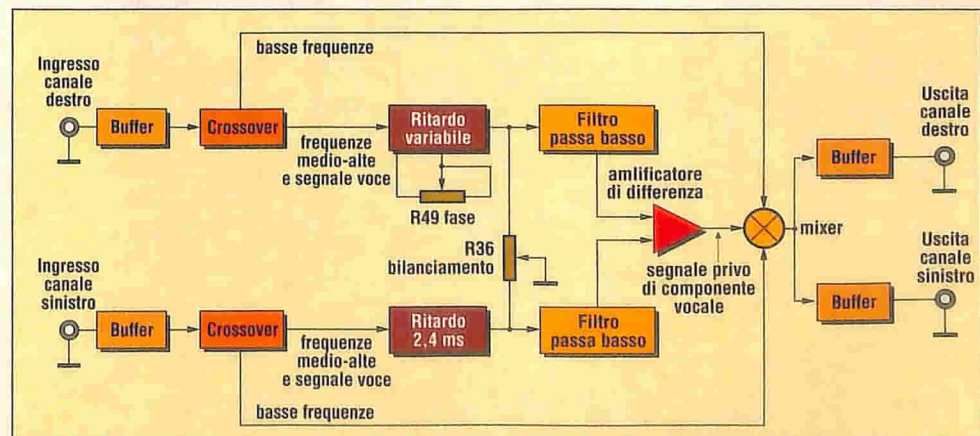 basse frequenze
Ingresso
canale
destro
Buffer
Crossover
frequenze
medio-alte
e segnale voce
Ritardo
variabile
R49 fase
Filtro
passa basso
amlificatore
di differenza
Uscita
canale
destro
Buffer
R36
bilanciamento
mixer
segnale privo
di componente
vocale
Ingresso
canale
sinistro
Buffer
Crossover
frequenze
medio-alte
e segnale voce
Ritardo
2,4 ms
Filtro
passa basso
Uscita
canale
sinistro
Buffer
basse frequenze